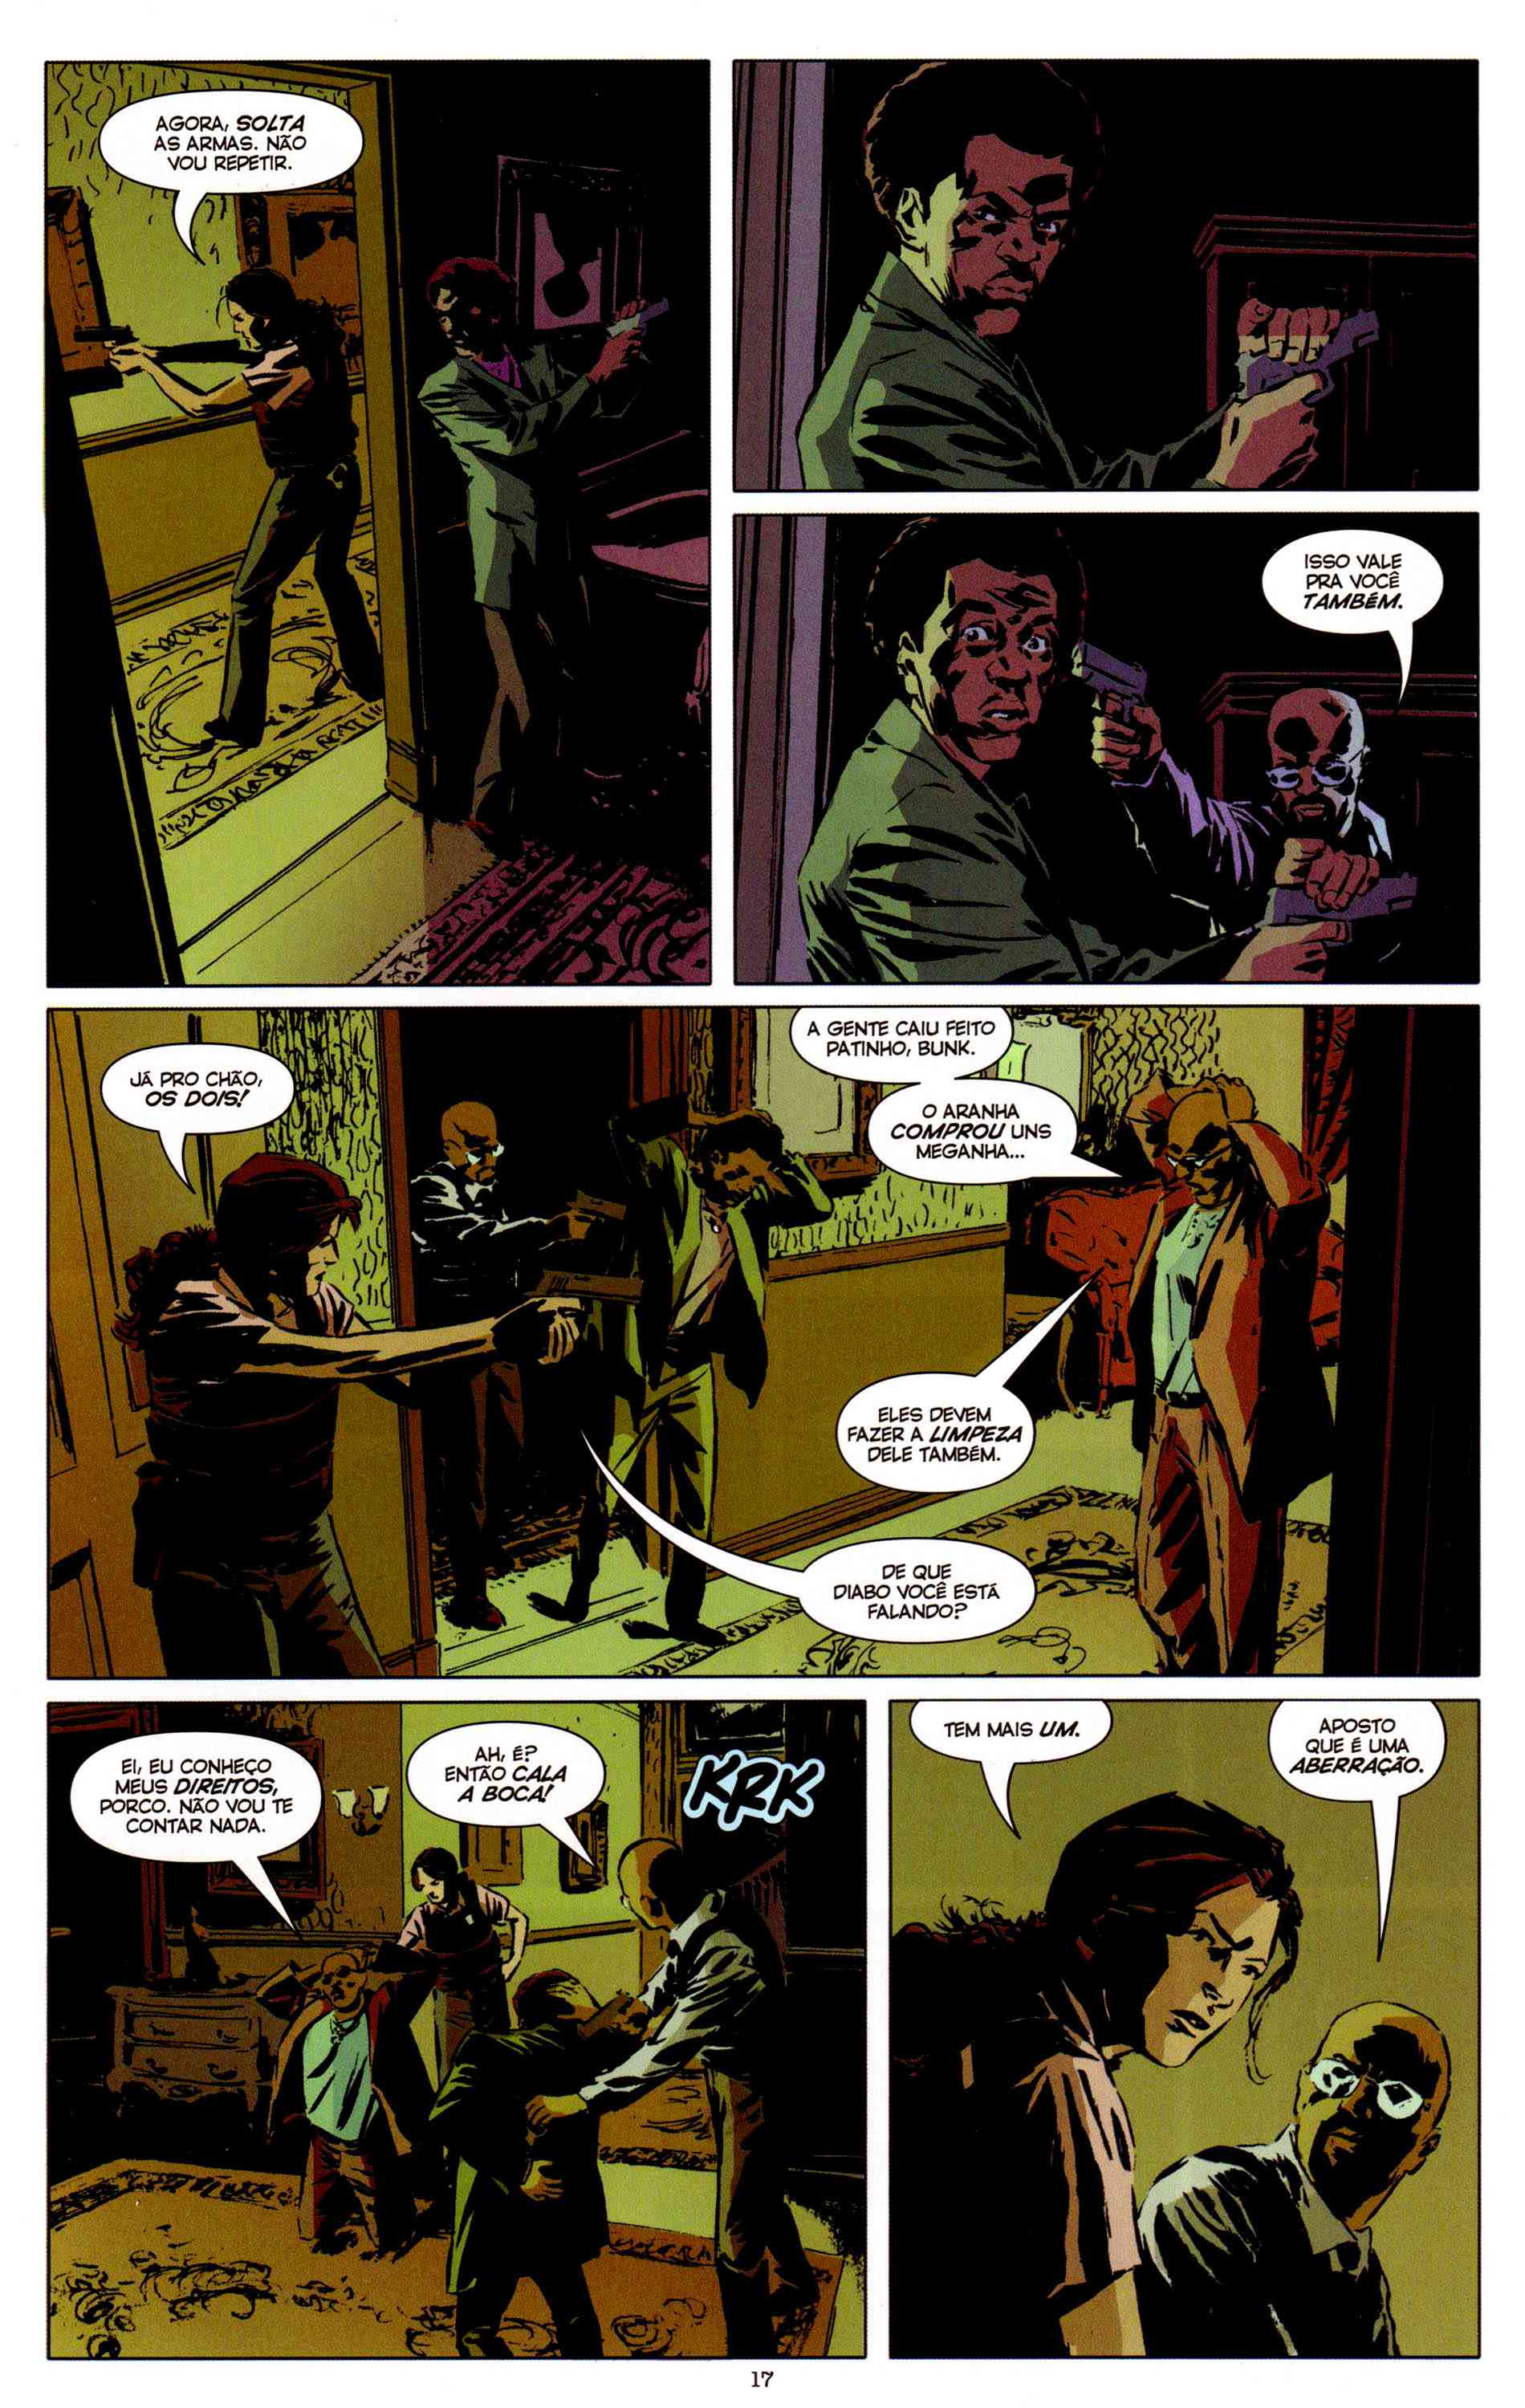 AGORA, SOLTA
AS ARMAS. NÃO
VOU REPETIR.
ISSO VALE
PRA VOCÊ
TAMBÉM.
JÁ PRO CHÃO,
OS DOIS!
A GENTE CAIU FEITO
PATINHO, BUNK.
O ARANHA
COMPROU UNS
MEGANHA...
ELES DEVEM
FAZER A LIMPEZA
DELE TAMBÉM.
DE QUE
DIABO VOCÊ ESTÁ
FALANDO?
EI, EU CONHEÇO
MEUS DIREITOS,
PORCO. NÃO VOU TE
CONTAR NADA.
AH, É?
ENTÃO CALA
A BOCA!
KRK
TEM MAIS UM.
APOSTO
QUE É UMA
ABERRAÇÃO.
17